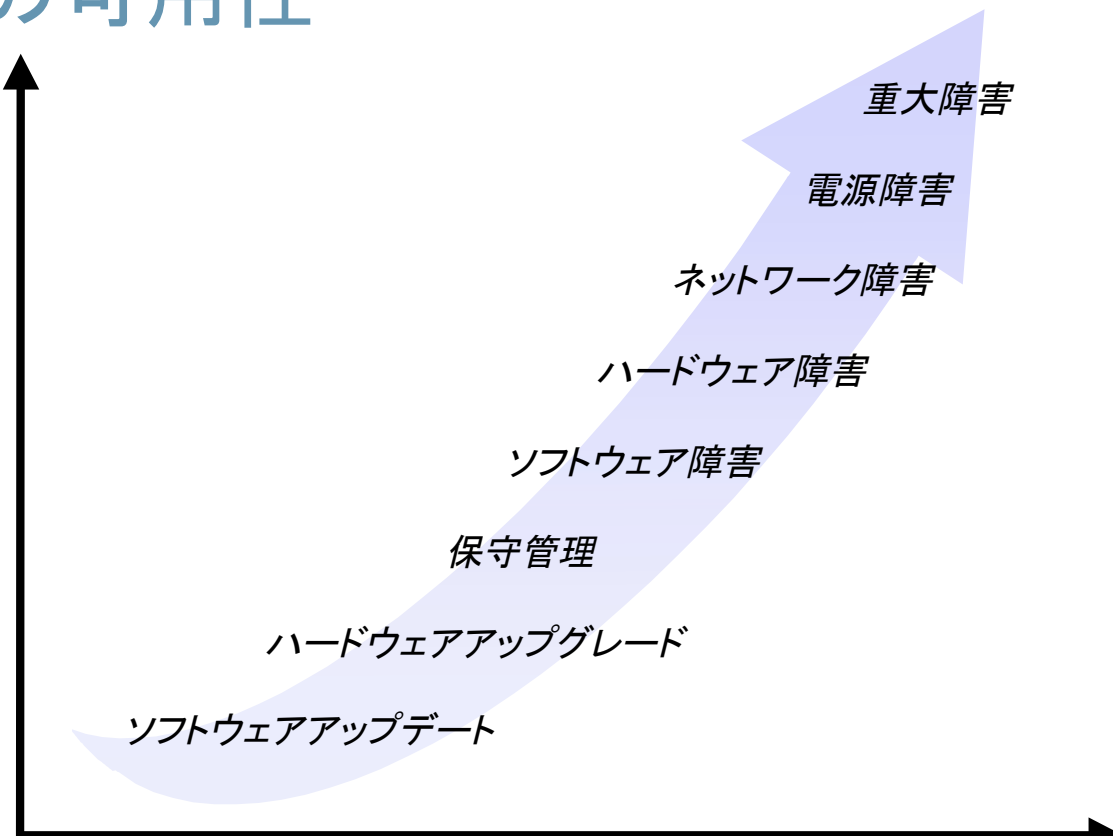 の可用性
重大障害
電源障害
ネットワーク障害
ハードウェア障害
ソフトウェア障害
保守管理
ハードウェアアップグレード
ソフトウェアアップデート